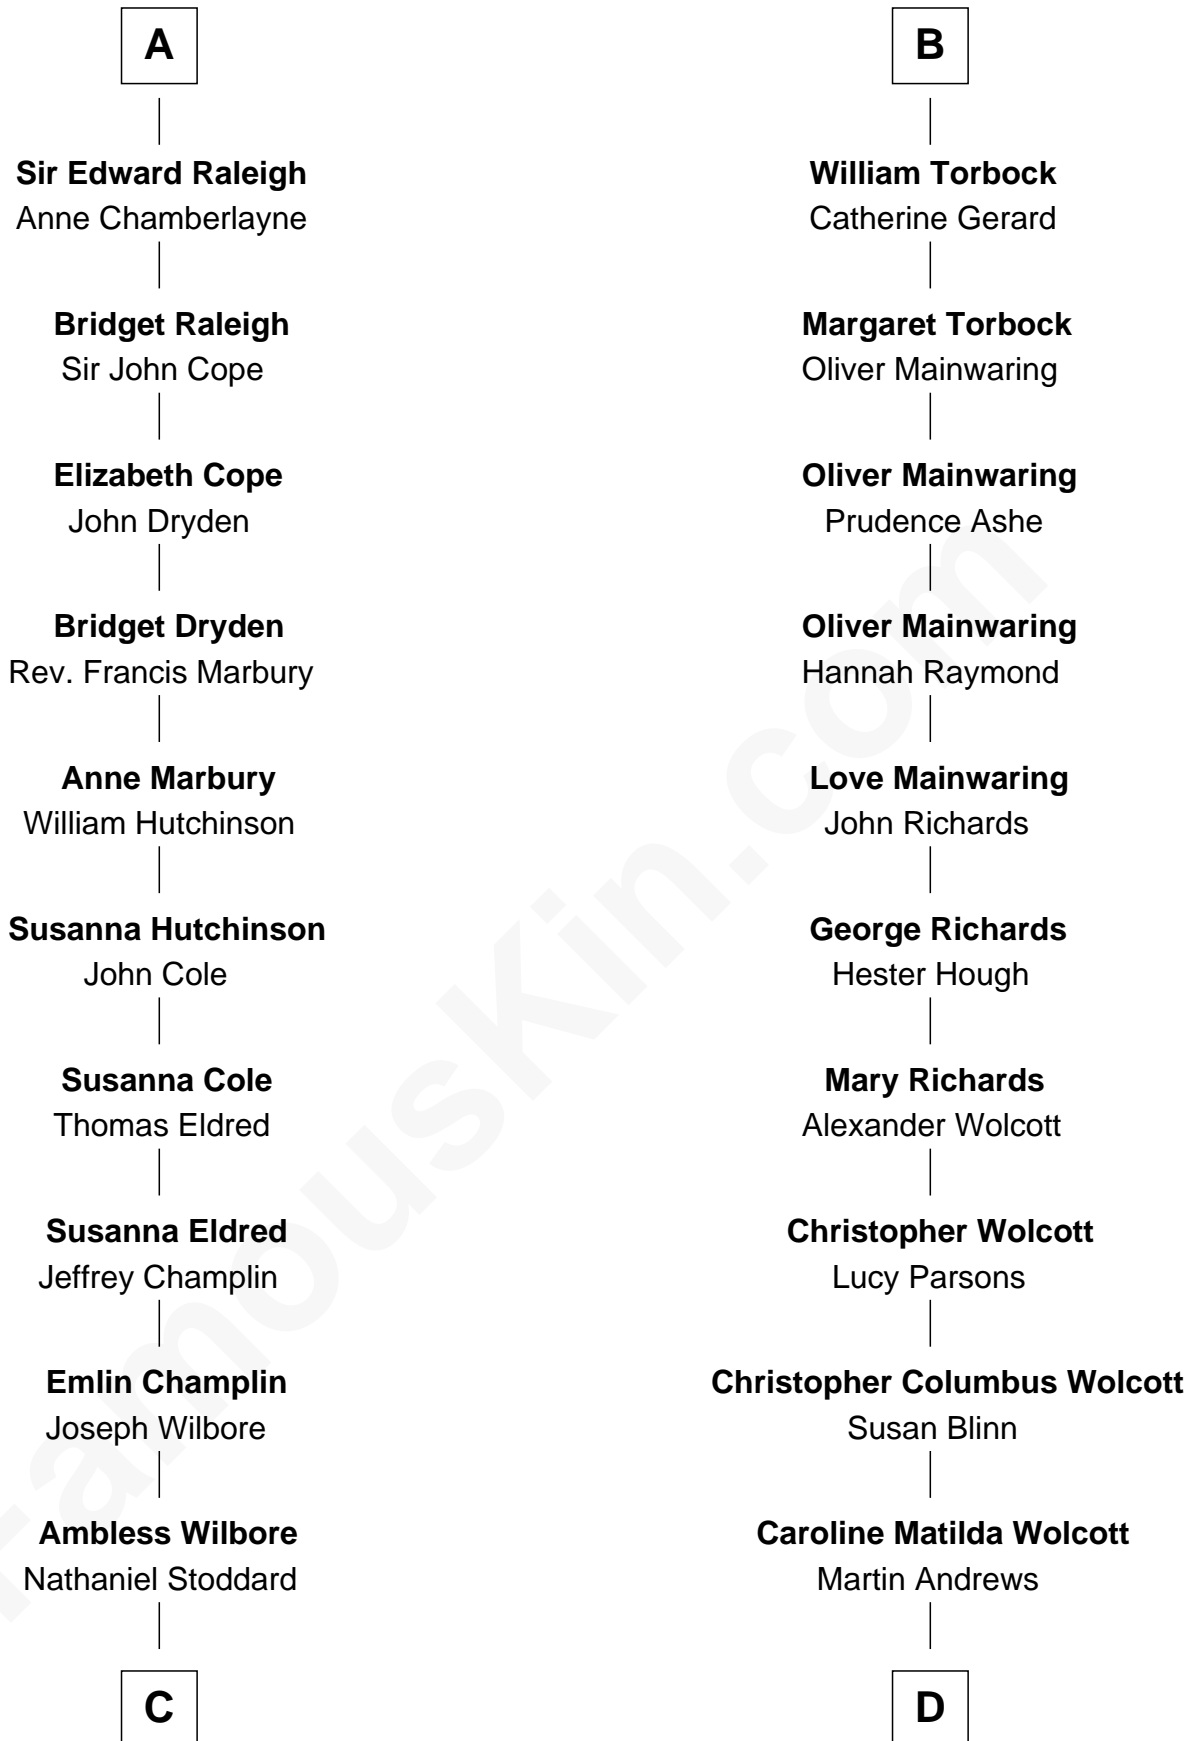 A
Sir Edward Raleigh
Anne Chamberlayne
Bridget Raleigh
Sir John Cope
Elizabeth Cope
John Dryden
Bridget Dryden
Rev. Francis Marbury
Anne Marbury
William Hutchinson
Susanna Hutchinson
John Cole
Susanna Cole
Thomas Eldred
Susanna Eldred
Jeffrey Champlin
Emlin Champlin
Joseph Wilbore
Ambless Wilbore
Nathaniel Stoddard
C
B
William Torbock
Catherine Gerard
Margaret Torbock
Oliver Mainwaring
Oliver Mainwaring
Prudence Ashe
Oliver Mainwaring
Hannah Raymond
Love Mainwaring
John Richards
George Richards
Hester Hough
Mary Richards
Alexander Wolcott
Christopher Wolcott
Lucy Parsons
Christopher Columbus Wolcott
Susan Blinn
Caroline Matilda Wolcott
Martin Andrews
D
FamousKin.com